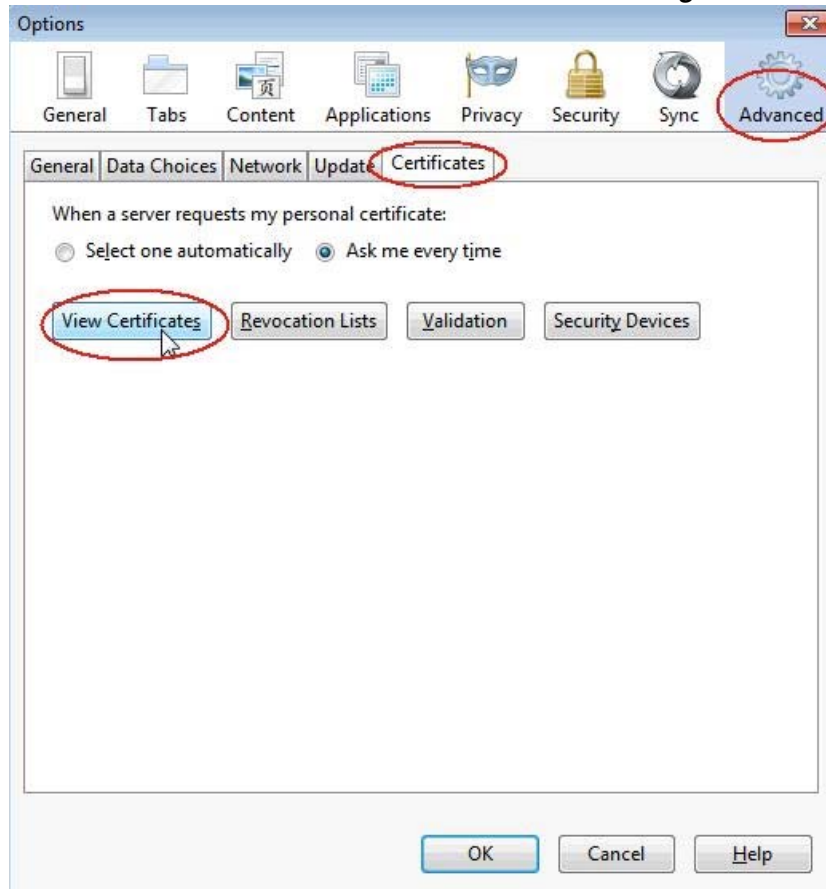 Options
General Tabs Content Applications Privacy Security Sync Advanced
General Data Choices Network Update Certificates
When a server requests my personal certificate:
Select one automatically Ask me every time
View Certificates Revocation Lists Validation Security Devices
OK Cancel Help